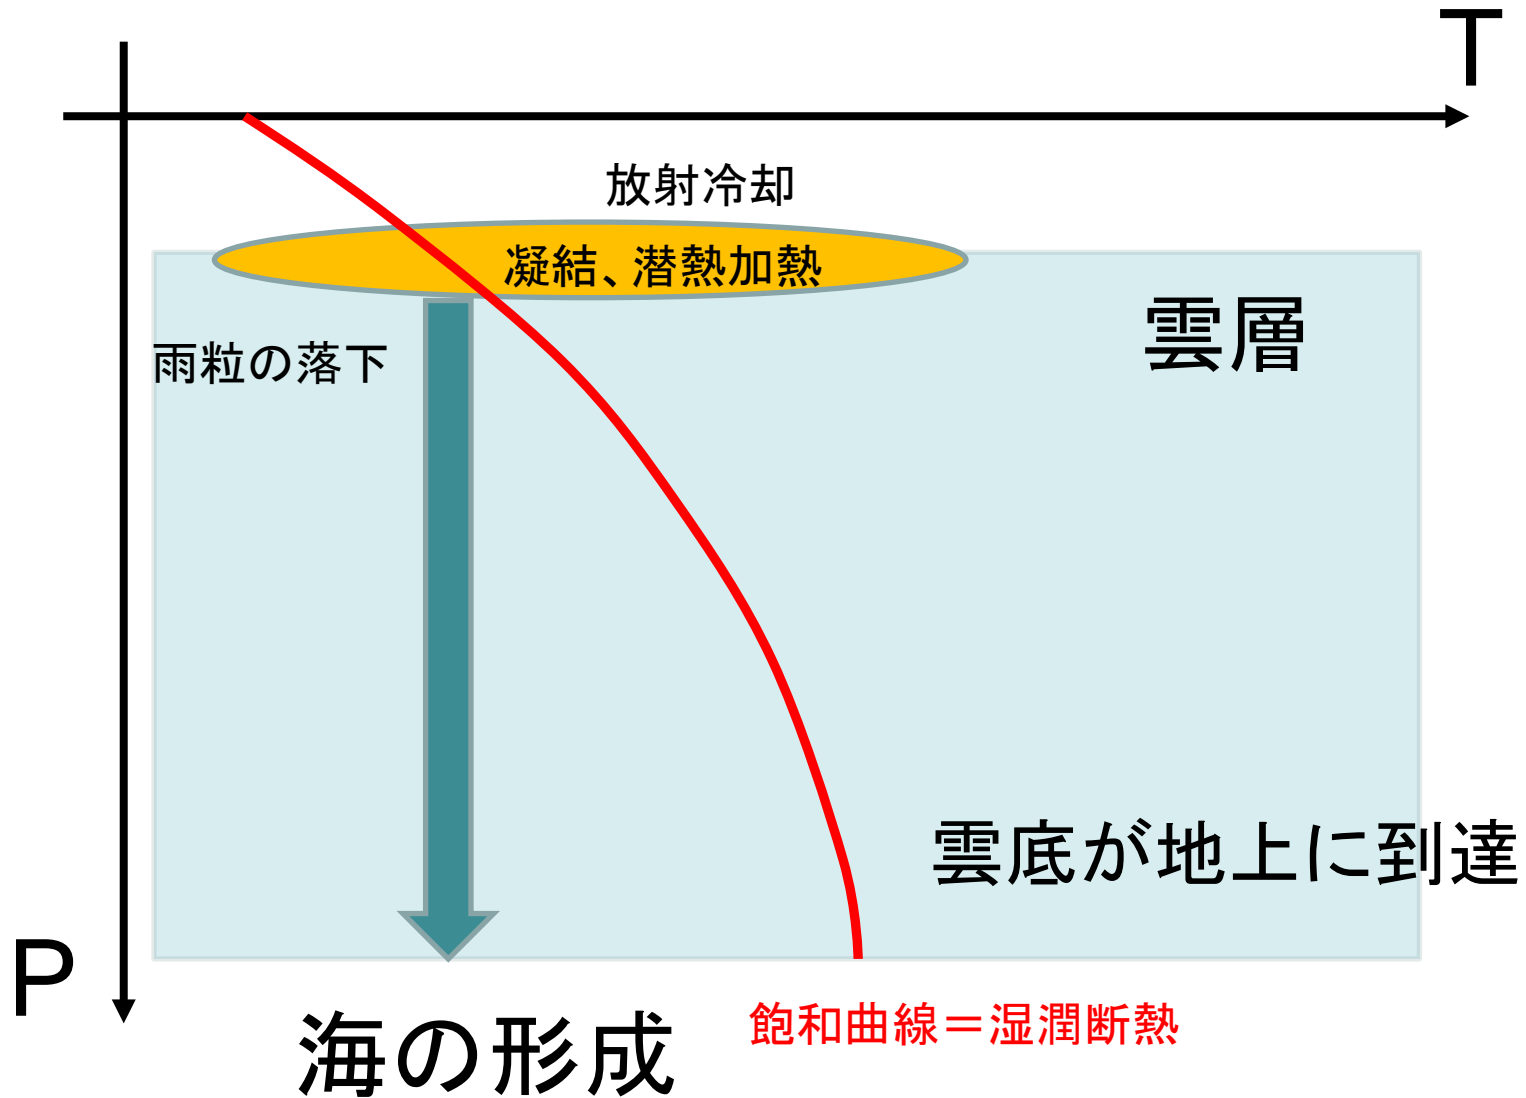 T
放射冷却
凝結、潜熱加熱
雲層
雨粒の落下
雲底が地上に到達
P
飽和曲線＝湿潤断熱
海の形成